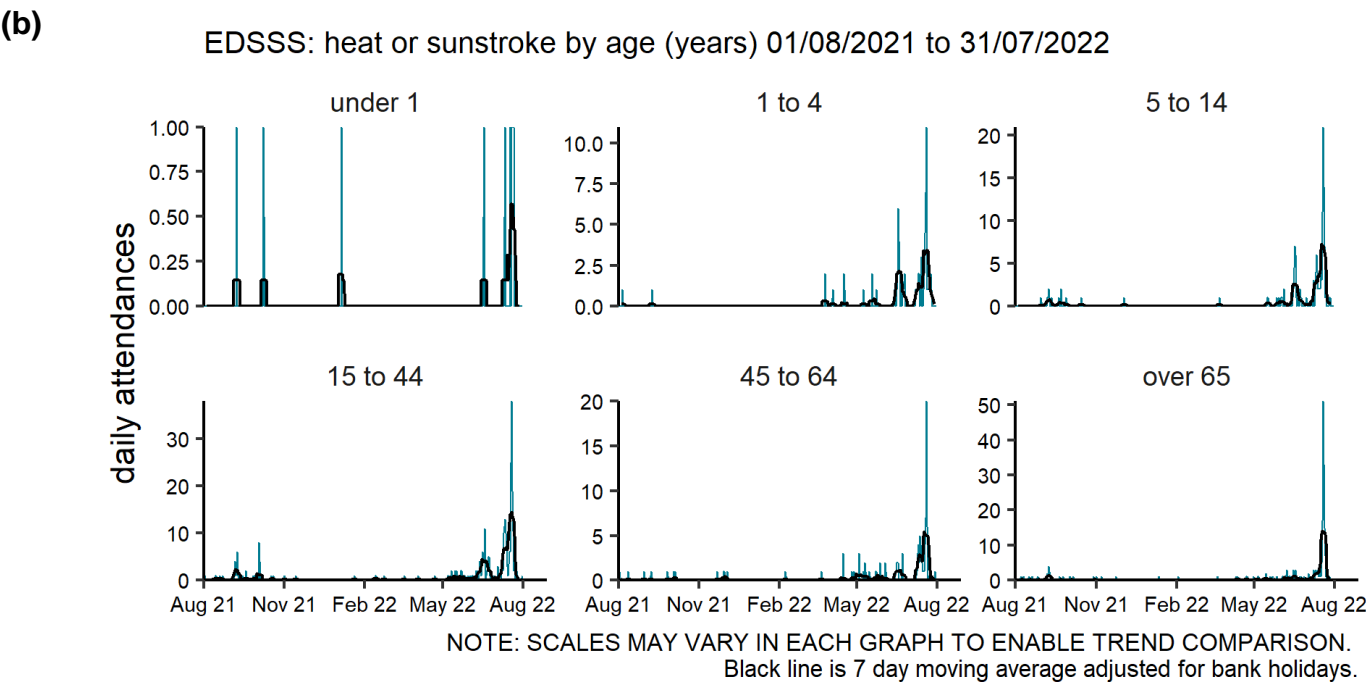 (b)
EDSSS: heat or sunstroke by age (years) 01/08/2021 to 31/07/2022
daily attendances
under 1
1.00
0.75
0.50
0.25
0.00
1 to 4
10.0
7.5
5.0
2.5
0.0
5 to 14
20
15
10
5
0
15 to 44
30
20
10
0
Aug 21 Nov 21 Feb 22 May 22 Aug 22
45 to 64
20
15
10
5
0
Aug 21 Nov 21 Feb 22 May 22 Aug 22
over 65
50
40
30
20
10
0
Aug 21 Nov 21 Feb 22 May 22 Aug 22
NOTE: SCALES MAY VARY IN EACH GRAPH TO ENABLE TREND COMPARISON.
Black line is 7 day moving average adjusted for bank holidays.